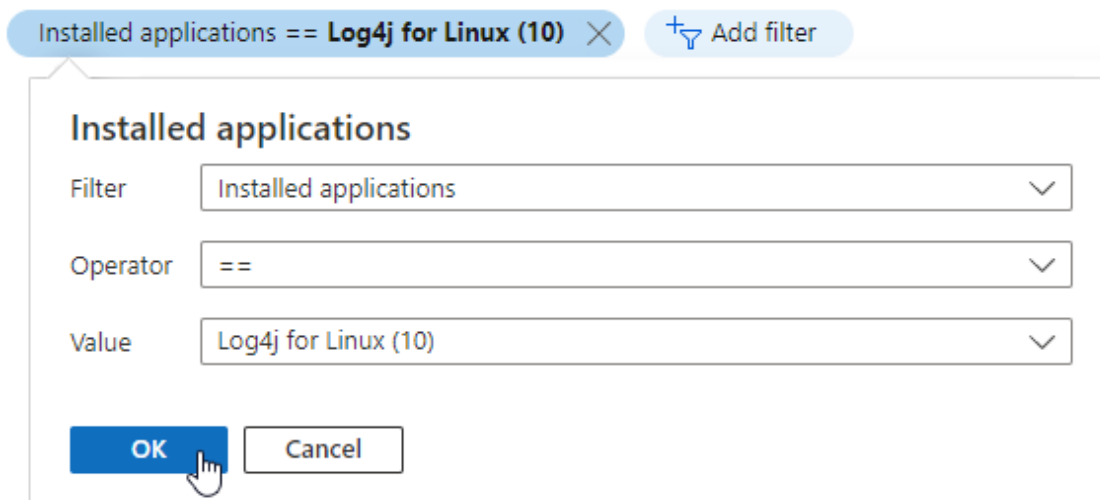 Installed applications == Log4j for Linux (10) Add filter
Installed applications
Filter Installed applications
Operator ==
Value Log4j for Linux (10)
OK Cancel